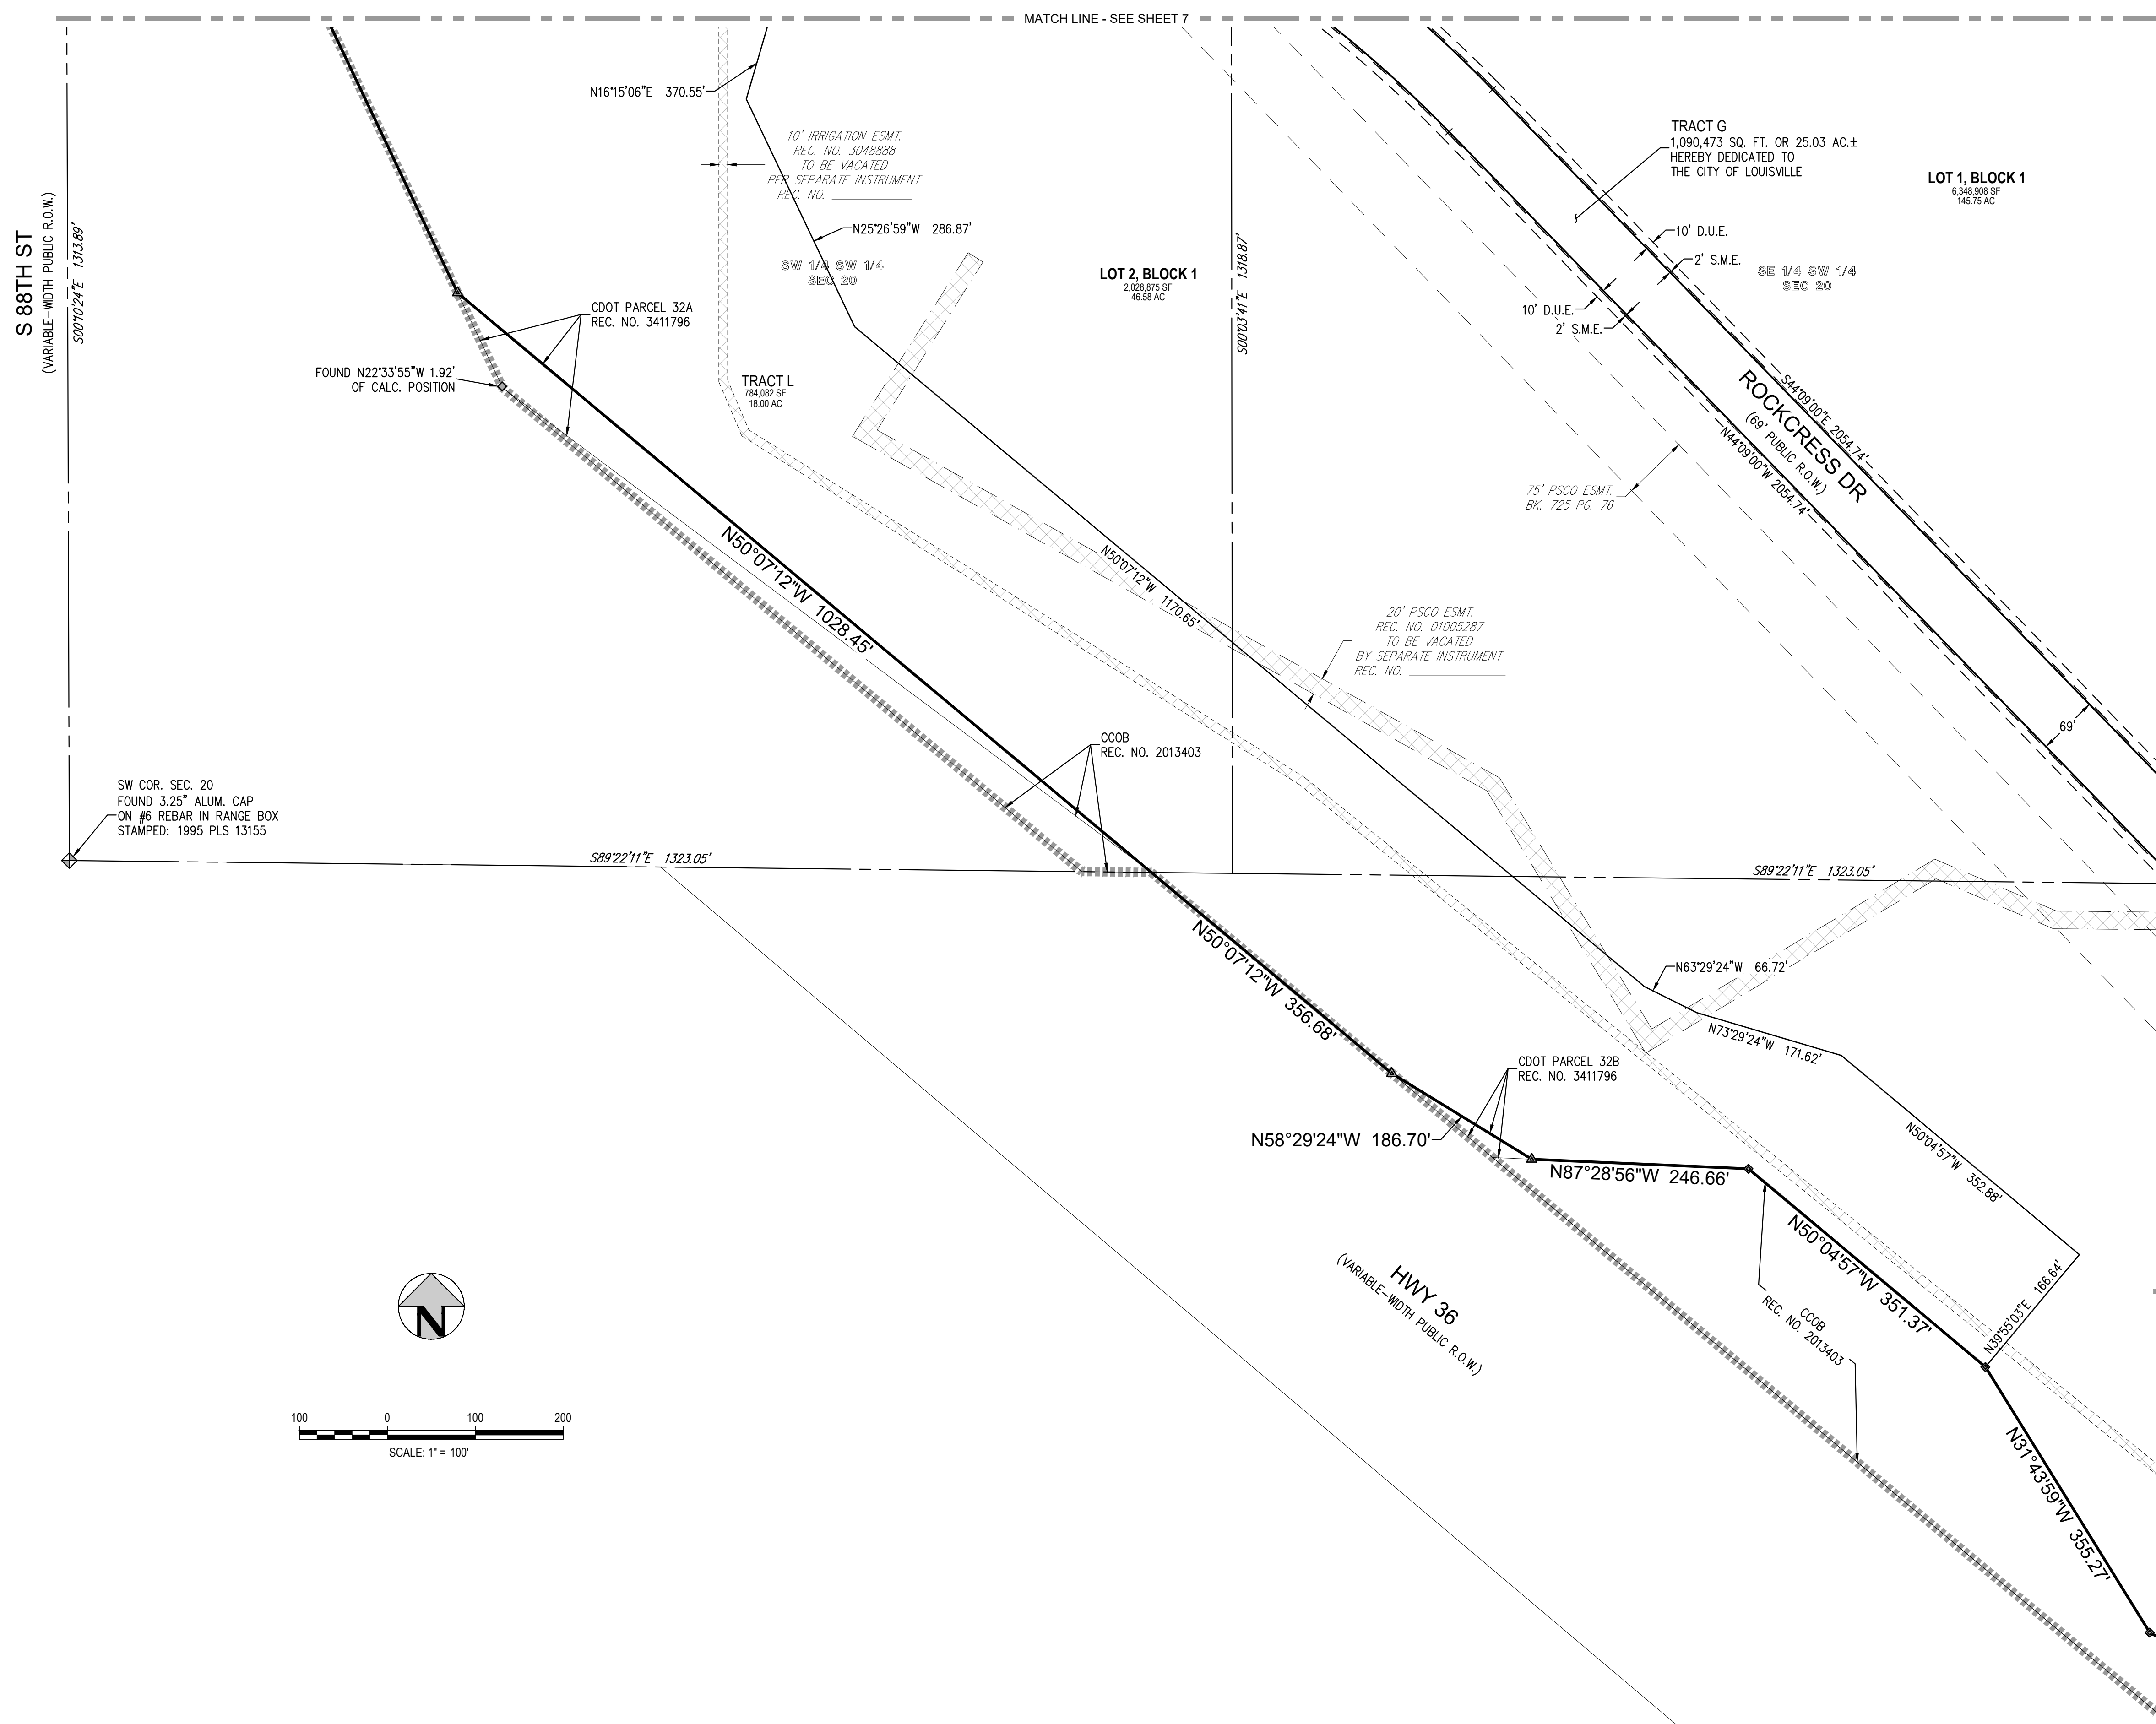 MATCH LINE - SEE SHEET 7
N16°15'06"E 370.55'
10' IRRIGATION ESMT.
REC. NO. 3048888
TO BE VACATED
PER SEPARATE INSTRUMENT
REC. NO. ____________
N25°26'59"W 286.87'
SW 1/4 SW 1/4
SEC 20
S 88TH ST
(VARIABLE-WIDTH PUBLIC R.O.W.)
S00°10'24"E 1313.89'
CDOT PARCEL 32A
REC. NO. 3411796
FOUND N22°33'55"W 1.92'
OF CALC. POSITION
TRACT L
784,082 SF
18.00 AC
LOT 2, BLOCK 1
2,028,875 SF
46.58 AC
S00°03'41"E 1318.87'
TRACT G
1,090,473 SQ. FT. OR 25.03 AC.±
HEREBY DEDICATED TO
THE CITY OF LOUISVILLE
LOT 1, BLOCK 1
6,348,908 SF
145.75 AC
10' D.U.E.
2' S.M.E.
SE 1/4 SW 1/4
SEC 20
10' D.U.E.
2' S.M.E.
S44°09'00"E 2054.74'
ROCKCRESS DR
(69' PUBLIC R.O.W.)
N44°09'00"W 2054.74'
75' PSCO ESMT.
BK. 725 PG. 76
69'
N50°07'12"W 1028.45'
N50°07'12"W 1170.65'
20' PSCO ESMT.
REC. NO. 01005287
TO BE VACATED
BY SEPARATE INSTRUMENT
REC. NO. ______________
CCOB
REC. NO. 2013403
SW COR. SEC. 20
FOUND 3.25" ALUM. CAP
ON #6 REBAR IN RANGE BOX
STAMPED: 1995 PLS 13155
S89°22'11"E 1323.05'
S89°22'11"E 1323.05'
N50°07'12"W 356.68'
N63°29'24"W 66.72'
N73°29'24"W 171.62'
CDOT PARCEL 32B
REC. NO. 3411796
N58°29'24"W 186.70'
N87°28'56"W 246.66'
N50°04'57"W 352.88'
N50°04'57"W 351.37'
N39°55'03"E 166.64'
CCOB
REC. NO. 2013403
HWY 36
(VARIABLE-WIDTH PUBLIC R.O.W.)
N31°43'59"W 355.27'
N
100 0 100 200
SCALE: 1" = 100'